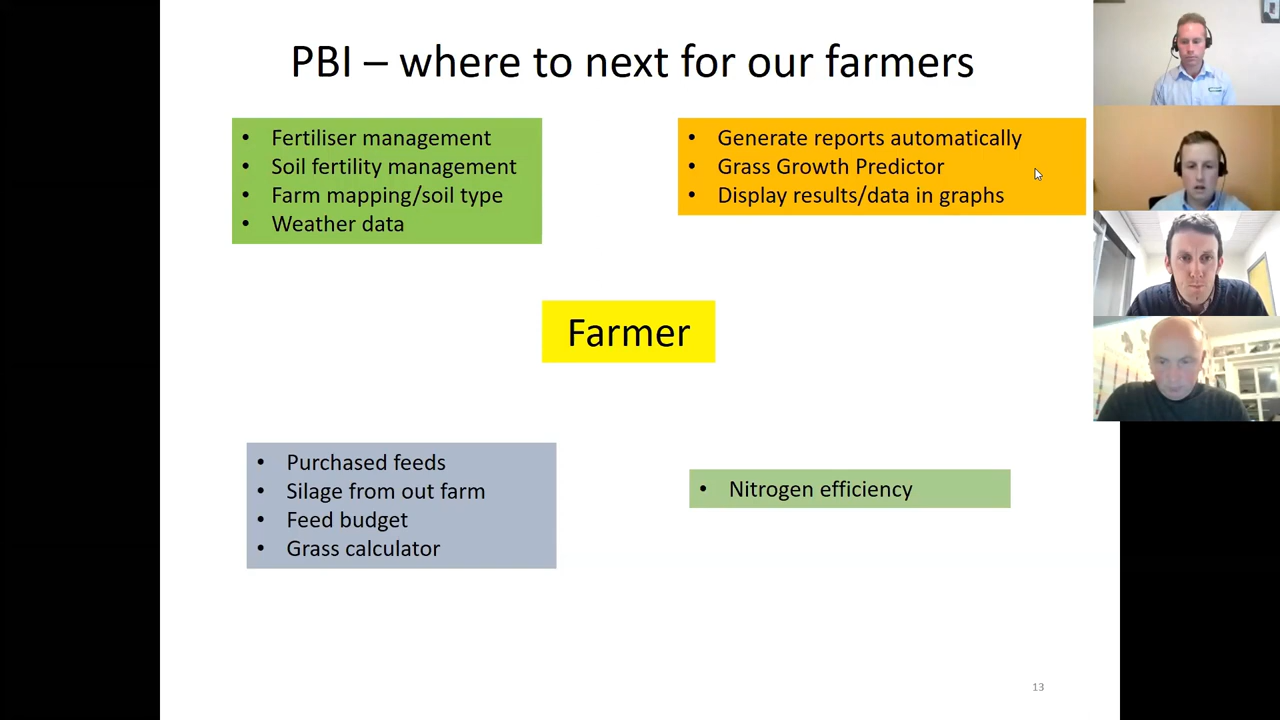 PBI – where to next for our farmers
• Fertiliser management
• Soil fertility management
• Farm mapping/soil type
• Weather data
• Generate reports automatically
• Grass Growth Predictor
• Display results/data in graphs
Farmer
• Purchased feeds
• Silage from out farm
• Feed budget
• Grass calculator
• Nitrogen efficiency
13